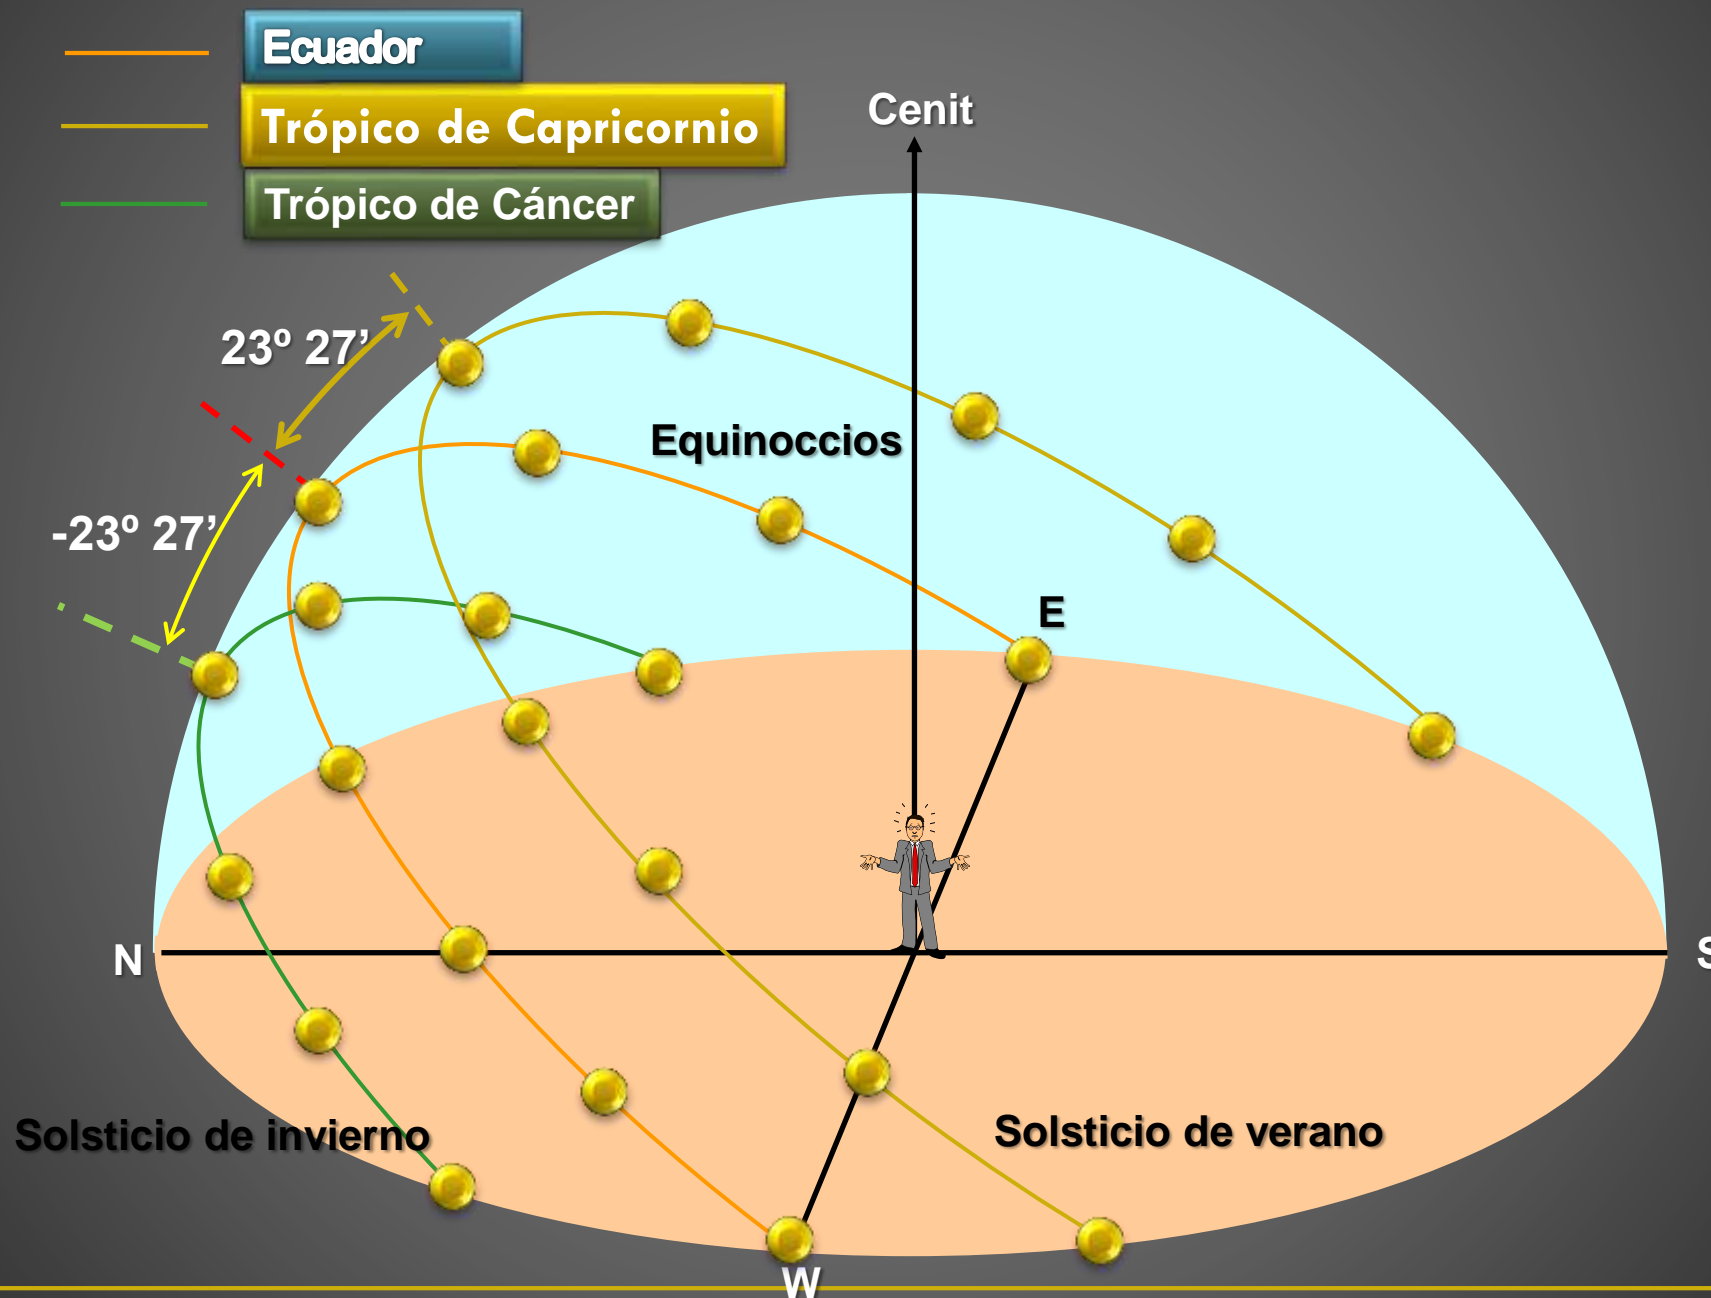 Ecuador
Trópico de Capricornio
Trópico de Cáncer
Cenit
23º 27’
Equinoccios
-23º 27’
E
N
S
Solsticio de invierno
Solsticio de verano
W